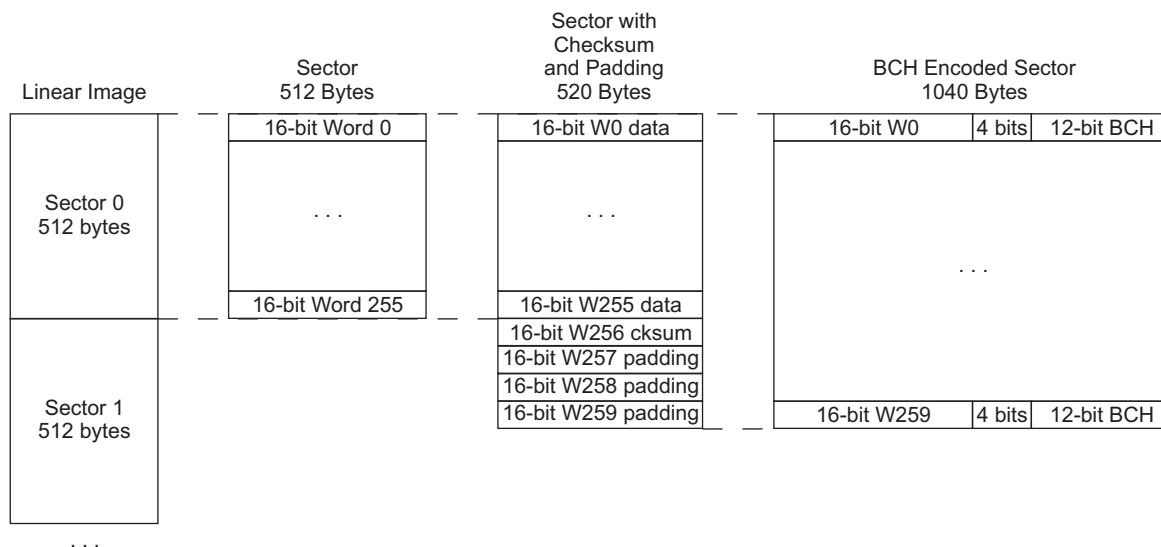 Linear Image
Sector 0
512 bytes
Sector 1
512 bytes
. . .
Sector
512 Bytes
16-bit Word 0
. . .
16-bit Word 255
Sector with
Checksum
and Padding
520 Bytes
16-bit W0 data
. . .
16-bit W255 data
16-bit W256 cksum
16-bit W257 padding
16-bit W258 padding
16-bit W259 padding
BCH Encoded Sector
1040 Bytes
16-bit W0 4 bits 12-bit BCH
. . .
16-bit W259 4 bits 12-bit BCH